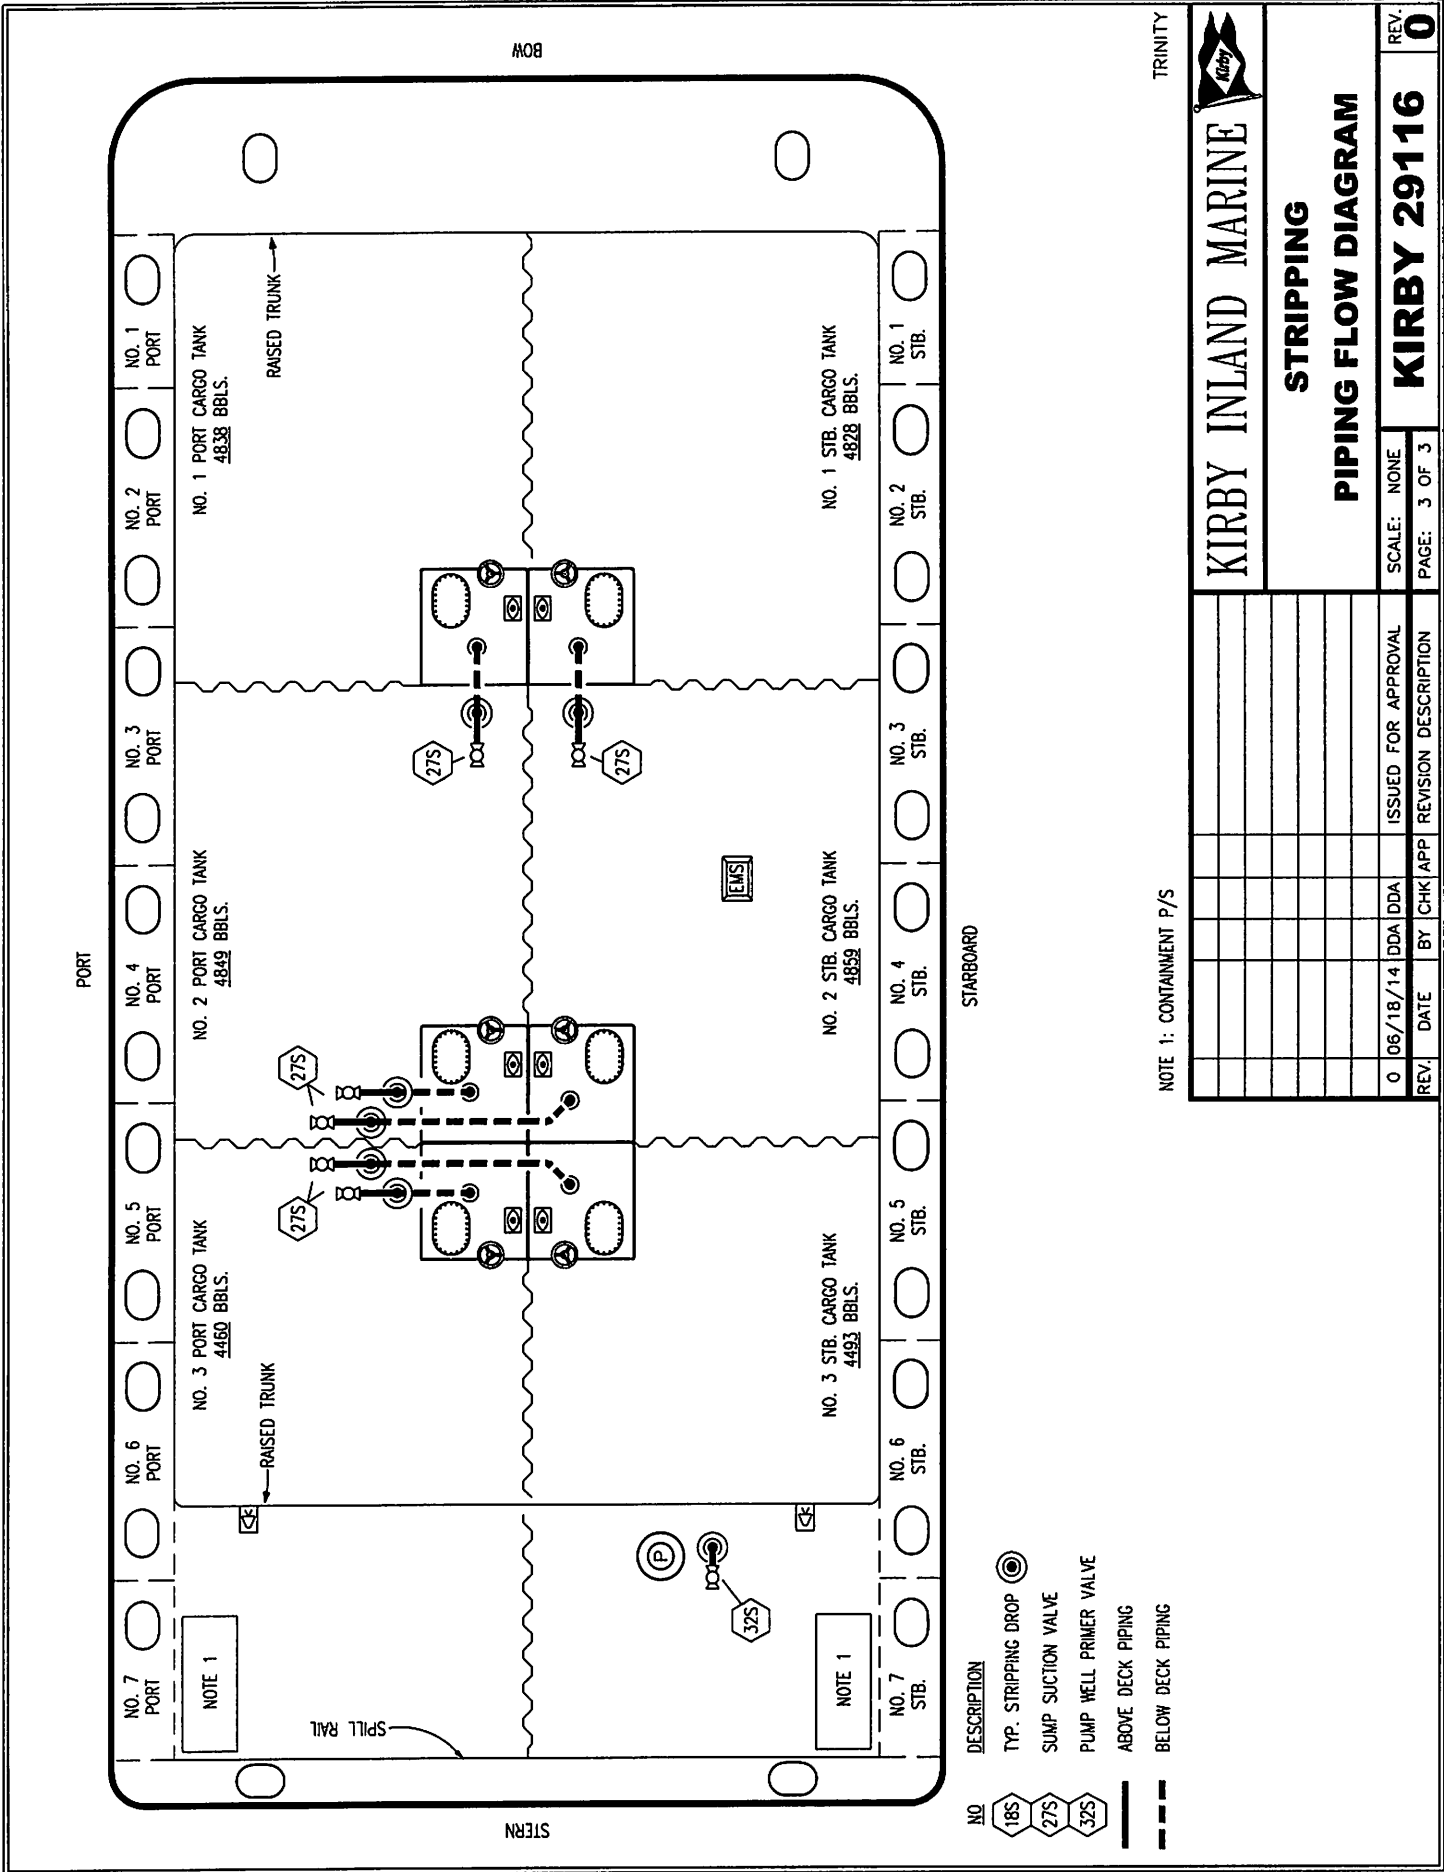 PORT
NO. 7
PORT
NO. 6
PORT
NO. 5
PORT
NO. 4
PORT
NO. 3
PORT
NO. 2
PORT
NO. 1
PORT
NOTE 1
RAISED TRUNK
NO. 3 PORT CARGO TANK
4460 BBLS.
NO. 2 PORT CARGO TANK
4849 BBLS.
NO. 1 PORT CARGO TANK
4838 BBLS.
RAISED TRUNK
27S
27S
27S
27S
SPILL RAIL
STERN
BOW
P
32S
EMS
NO. 3 STB. CARGO TANK
4493 BBLS.
NO. 2 STB. CARGO TANK
4859 BBLS.
NO. 1 STB. CARGO TANK
4828 BBLS.
NOTE 1
NO. 7
STB.
NO. 6
STB.
NO. 5
STB.
NO. 4
STB.
NO. 3
STB.
NO. 2
STB.
NO. 1
STB.
STARBOARD
NO DESCRIPTION
18S TYP. STRIPPING DROP
27S SUMP SUCTION VALVE
32S PUMP WELL PRIMER VALVE
ABOVE DECK PIPING
BELOW DECK PIPING
NOTE 1: CONTAINMENT P/S
TRINITY
KIRBY INLAND MARINE
Kirby
STRIPPING
PIPING FLOW DIAGRAM
0 06/18/14 DDA DDA ISSUED FOR APPROVAL
REV. DATE BY CHK APP REVISION DESCRIPTION
SCALE: NONE
PAGE: 3 OF 3
KIRBY 29116
REV.
0